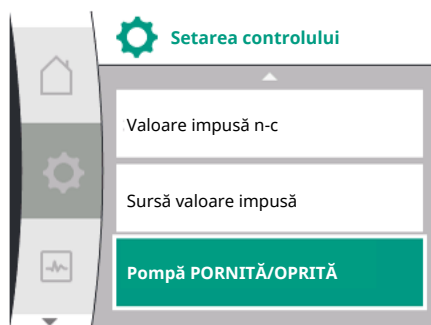 Setarea controlului
Valoare impusă n-c
Sursă valoare impusă
Pompă PORNITĂ/OPRITĂ